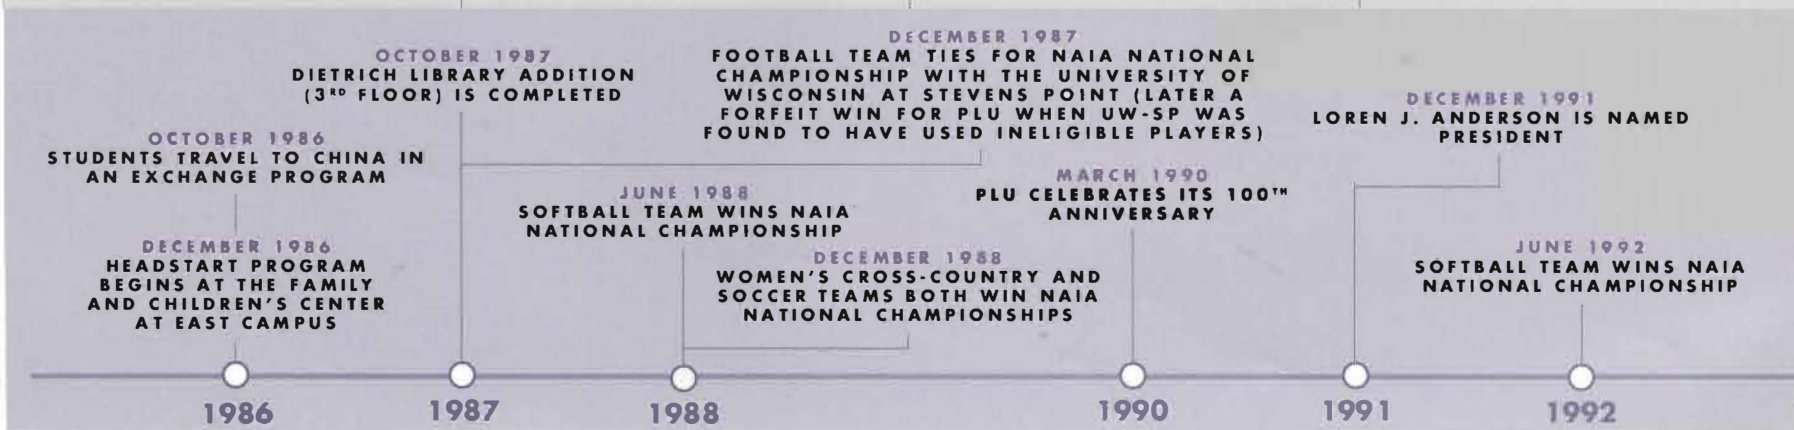 OCTOBER 1986
STUDENTS TRAVEL TO CHINA IN
AN EXCHANGE PROGRAM
DECEMBER 1986
HEADSTART PROGRAM
BEGINS AT THE FAMILY
AND CHILDREN'S CENTER
AT EAST CAMPUS
OCTOBER 1987
DIETRICH LIBRARY ADDITION
(3RD FLOOR) IS COMPLETED
DECEMBER 1987
FOOTBALL TEAM TIES FOR NAIA NATIONAL
CHAMPIONSHIP WITH THE UNIVERSITY OF
WISCONSIN AT STEVENS POINT (LATER A
FORFEIT WIN FOR PLU WHEN UW-SP WAS
FOUND TO HAVE USED INELIGIBLE PLAYERS)
JUNE 1988
SOFTBALL TEAM WINS NAIA
NATIONAL CHAMPIONSHIP
DECEMBER 1988
WOMEN'S CROSS-COUNTRY AND
SOCCER TEAMS BOTH WIN NAIA
NATIONAL CHAMPIONSHIPS
MARCH 1990
PLU CELEBRATES ITS 100TH
ANNIVERSARY
DECEMBER 1991
LOREN J. ANDERSON IS NAMED
PRESIDENT
JUNE 1992
SOFTBALL TEAM WINS NAIA
NATIONAL CHAMPIONSHIP
1986
1987
1988
1990
1991
1992